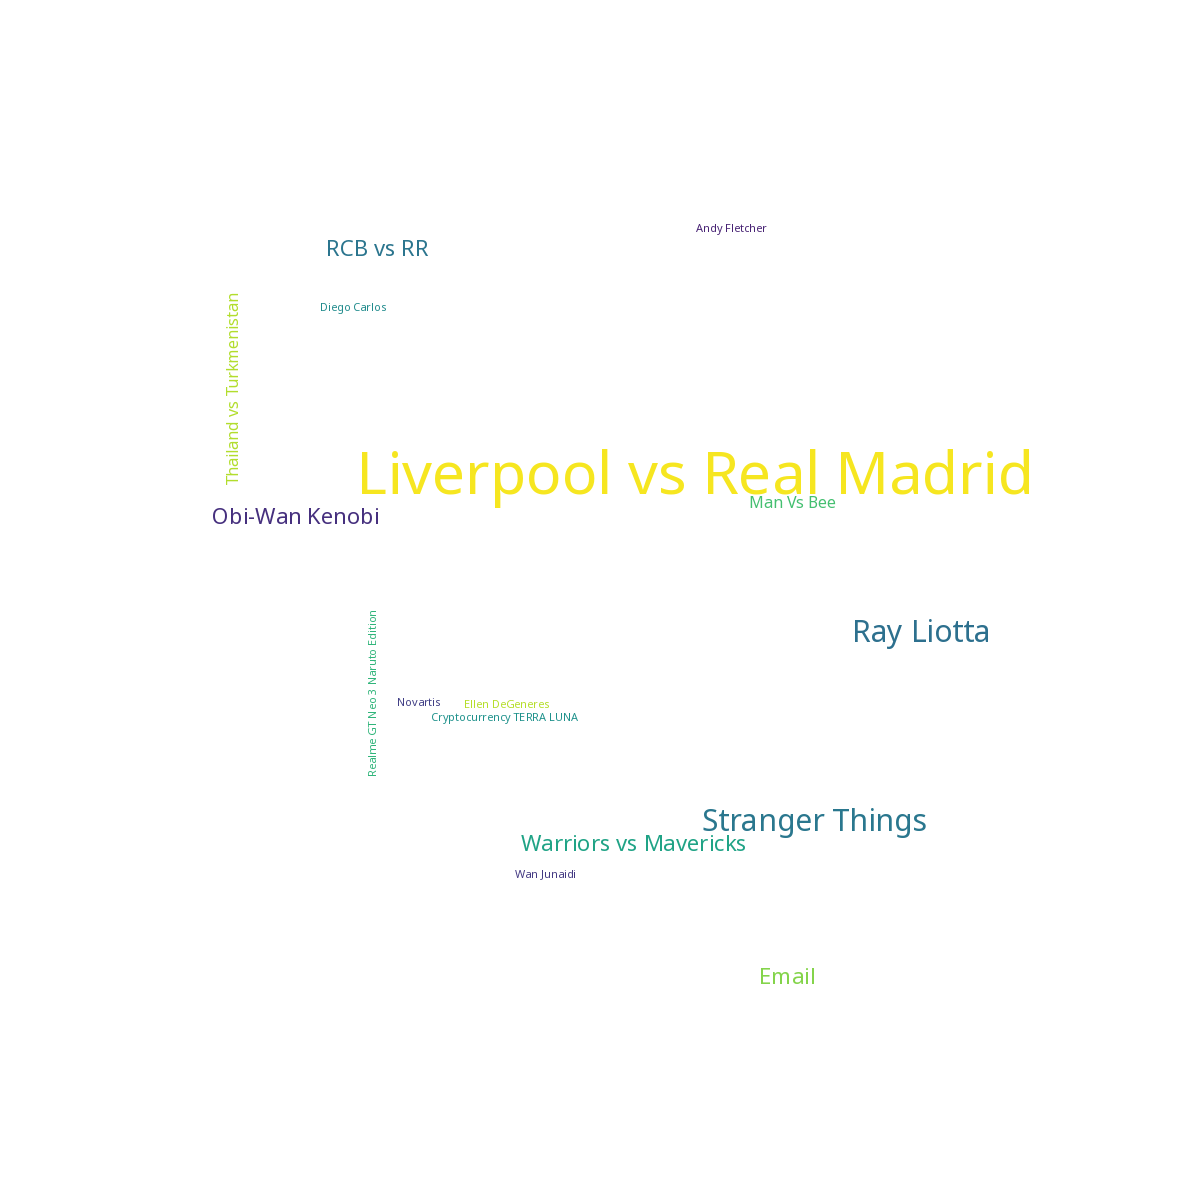 Andy Fletcher
RCB vs RR
Diego Carlos
Thailand vs Turkmenistan
Liverpool vs Real Madrid
Man Vs Bee
Obi-Wan Kenobi
Ray Liotta
Realme GT Neo 3 Naruto Edition
Novartis
Ellen DeGeneres
Cryptocurrency TERRA LUNA
Stranger Things
Warriors vs Mavericks
Wan Junaidi
Email